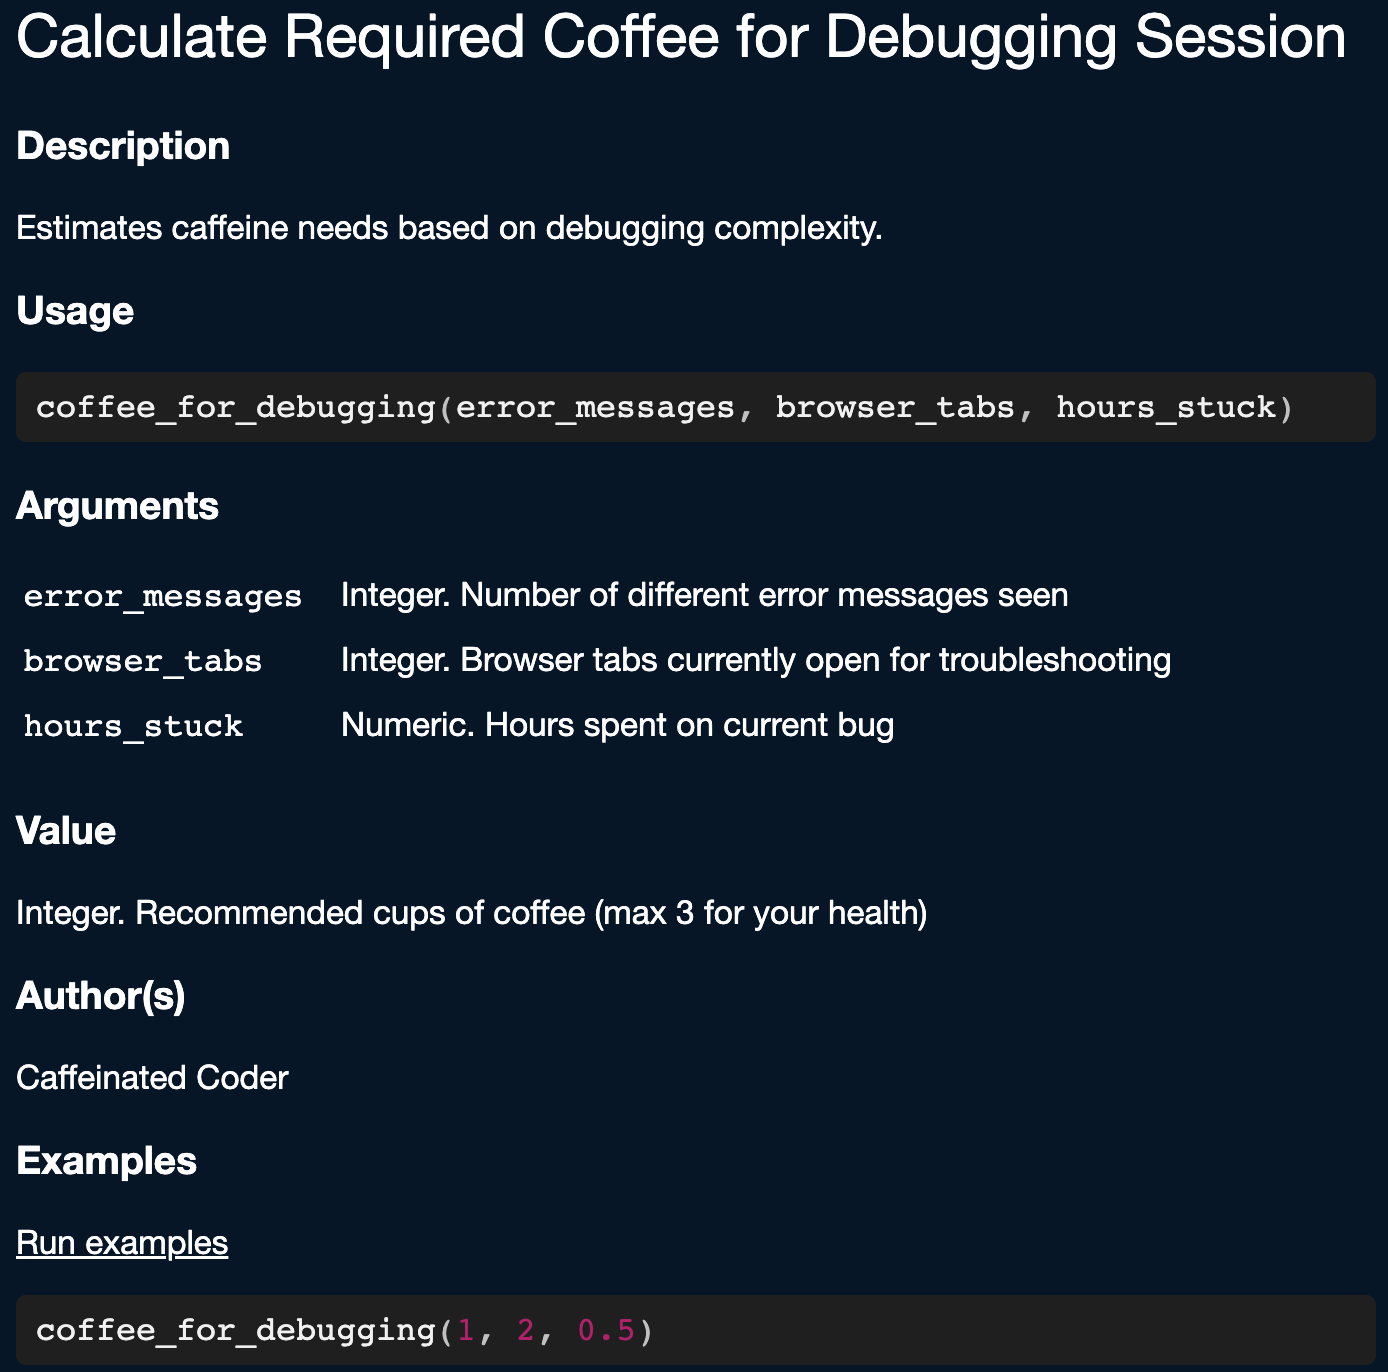 Calculate Required Coffee for Debugging Session
Description
Estimates caffeine needs based on debugging complexity.
Usage
coffee_for_debugging(error_messages, browser_tabs, hours_stuck)
Arguments
error_messages Integer. Number of different error messages seen
browser_tabs Integer. Browser tabs currently open for troubleshooting
hours_stuck Numeric. Hours spent on current bug
Value
Integer. Recommended cups of coffee (max 3 for your health)
Author(s)
Caffeinated Coder
Examples
Run examples
coffee_for_debugging(1, 2, 0.5)